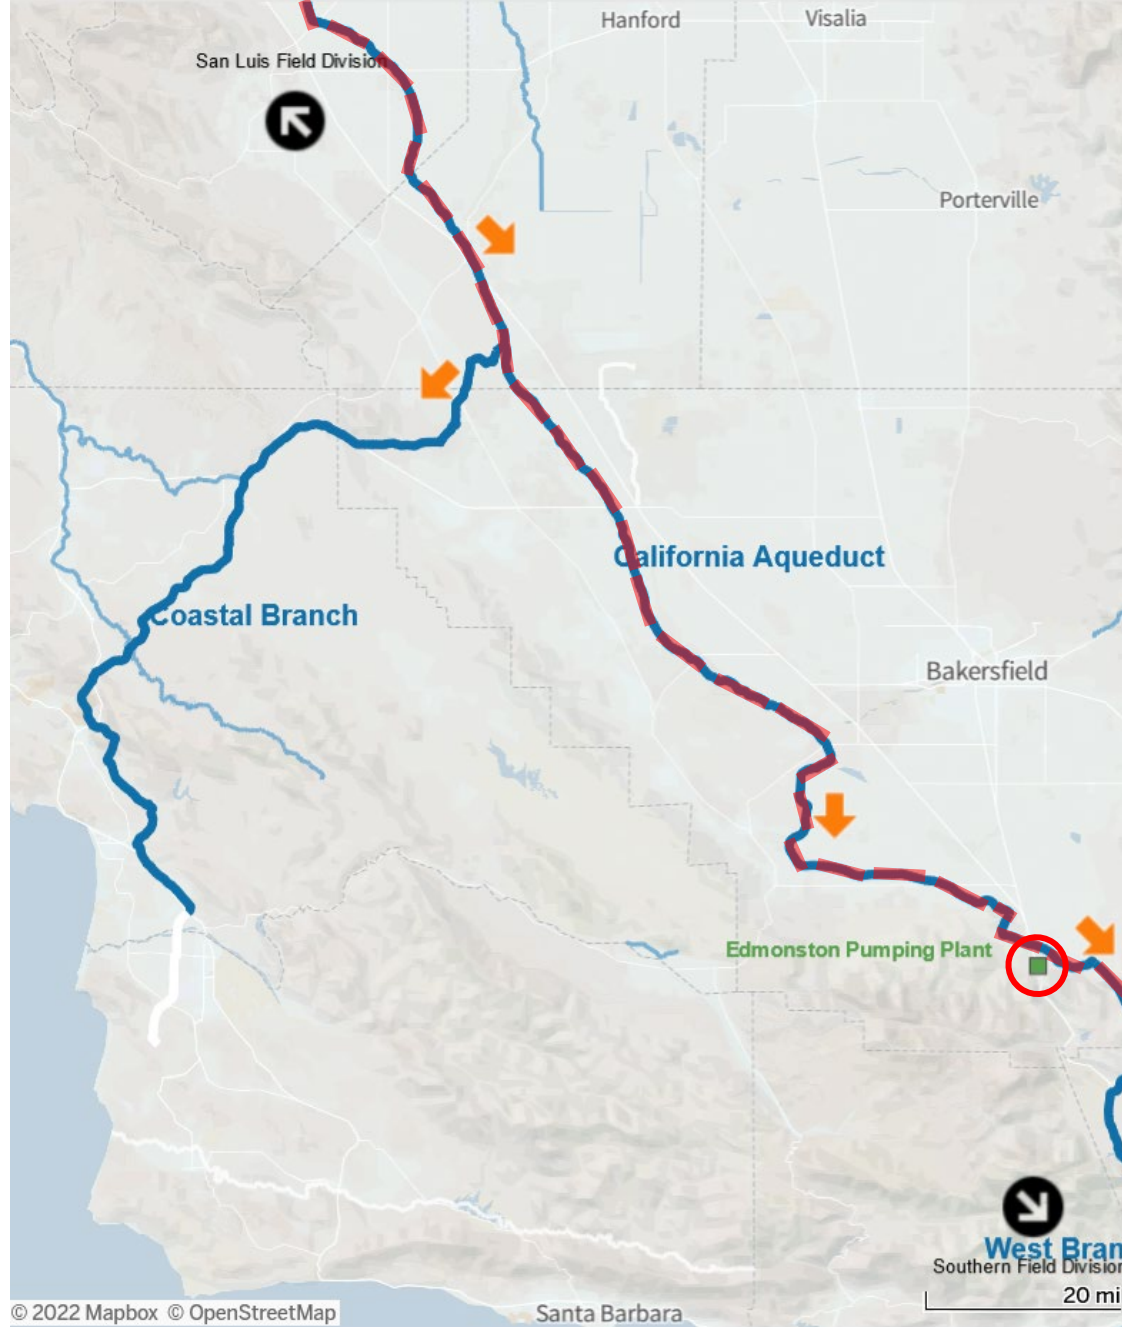 Hanford
Visalia
San Luis Field Division
Porterville
California Aqueduct
Coastal Branch
Bakersfield
Edmonston Pumping Plant
West Bran
Southern Field Division
20 mi
© 2022 Mapbox © OpenStreetMap
Santa Barbara